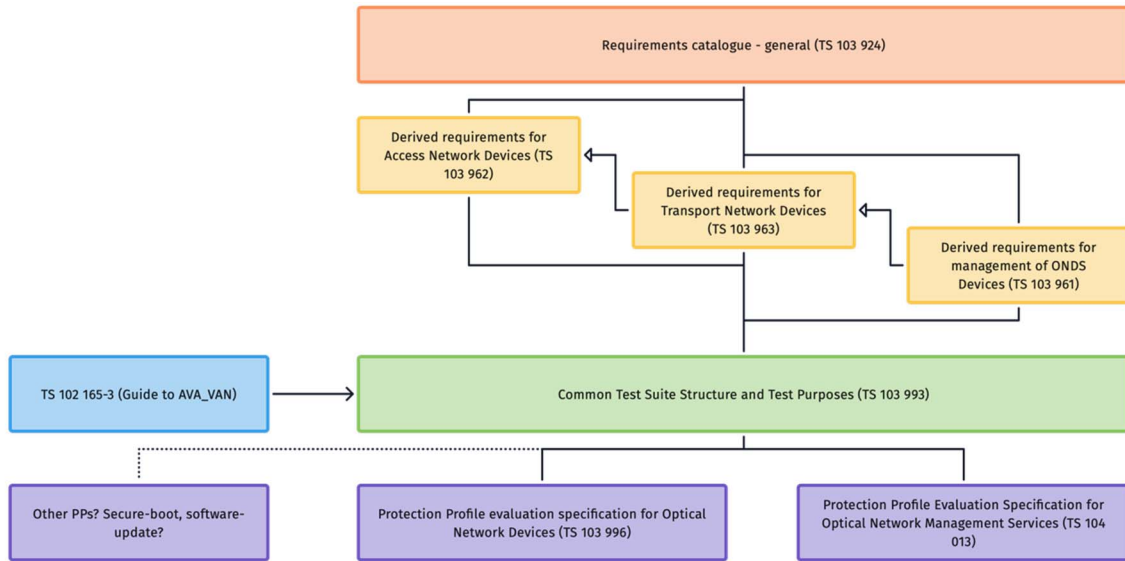 Requirements catalogue - general (TS 103 924)
Derived requirements for
Access Network Devices (TS
103 962)
Derived requirements for
Transport Network Devices
(TS 103 963)
Derived requirements for
management of ONDS
Devices (TS 103 961)
TS 102 165-3 (Guide to AVA_VAN)
Common Test Suite Structure and Test Purposes (TS 103 993)
Other PPs? Secure-boot, software-
update?
Protection Profile evaluation specification for Optical
Network Devices (TS 103 996)
Protection Profile Evaluation Specification for
Optical Network Management Services (TS 104
013)